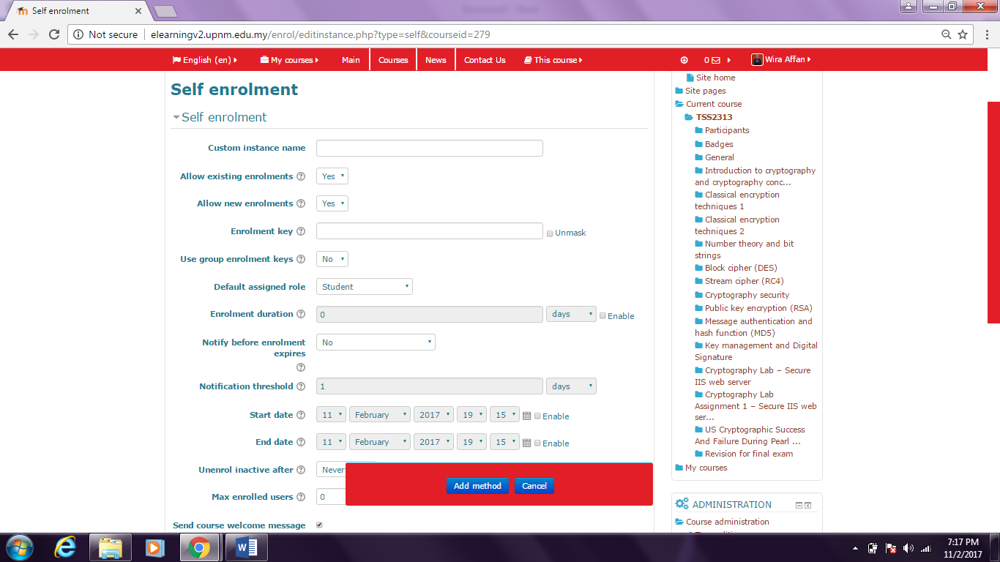 Self enrolment
Not secure | elearningv2.upnm.edu.my/enrol/editinstance.php?type=self&courseid=279
English (en) My courses Main Courses News Contact Us This course 0 Wira Affan
Self enrolment
Self enrolment
Custom instance name
Allow existing enrolments Yes
Allow new enrolments Yes
Enrolment key Unmask
Use group enrolment keys No
Default assigned role Student
Enrolment duration 0 days Enable
Notify before enrolment No
expires
Notification threshold 1 days
Start date 11 February 2017 19 15 Enable
End date 11 February 2017 19 15 Enable
Unenrol inactive after Never
Max enrolled users 0
Add method Cancel
Send course welcome message
Site home
Site pages
Current course
TSS2313
Participants
Badges
General
Introduction to cryptography
and cryptography conc...
Classical encryption
techniques 1
Classical encryption
techniques 2
Number theory and bit
strings
Block cipher (DES)
Stream cipher (RC4)
Cryptography security
Public key encryption (RSA)
Message authentication and
hash function (MD5)
Key management and Digital
Signature
Cryptography Lab – Secure
IIS web server
Cryptography Lab
Assignment 1 – Secure IIS web
ser...
US Cryptographic Success
And Failure During Pearl ...
Revision for final exam
My courses
ADMINISTRATION
Course administration
7:17 PM
11/2/2017